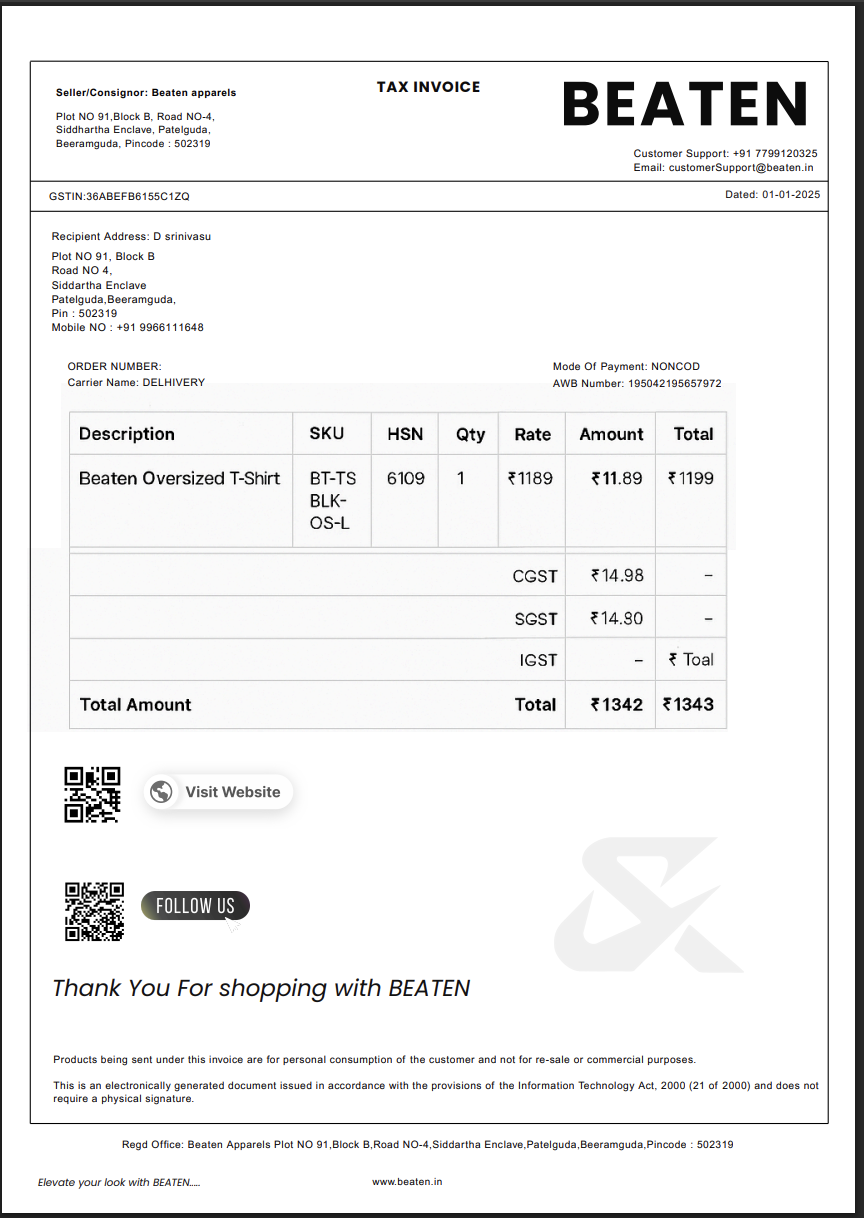 Seller/Consignor: Beaten apparels
Plot NO 91,Block B, Road NO-4,
Siddhartha Enclave, Patelguda,
Beeramguda, Pincode : 502319
TAX INVOICE
BEATEN
Customer Support: +91 7799120325
Email: customerSupport@beaten.in
GSTIN:36ABEFB6155C1ZQ
Dated: 01-01-2025
Recipient Address: D srinivasu
Plot NO 91, Block B
Road NO 4,
Siddartha Enclave
Patelguda,Beeramguda,
Pin : 502319
Mobile NO : +91 9966111648
ORDER NUMBER:
Carrier Name: DELHIVERY
Mode Of Payment: NONCOD
AWB Number: 195042195657972
Description SKU HSN Qty Rate Amount Total
Beaten Oversized T-Shirt BT-TS 6109 1 ₹1189 ₹11.89 ₹1199
BLK-
OS-L
CGST ₹14.98 –
SGST ₹14.80 –
IGST – ₹ Toal
Total Amount Total ₹1342 ₹1343
Visit Website
FOLLOW US
Thank You For shopping with BEATEN
Products being sent under this invoice are for personal consumption of the customer and not for re-sale or commercial purposes.
This is an electronically generated document issued in accordance with the provisions of the Information Technology Act, 2000 (21 of 2000) and does not
require a physical signature.
Regd Office: Beaten Apparels Plot NO 91,Block B,Road NO-4,Siddartha Enclave,Patelguda,Beeramguda,Pincode : 502319
Elevate your look with BEATEN.....
www.beaten.in